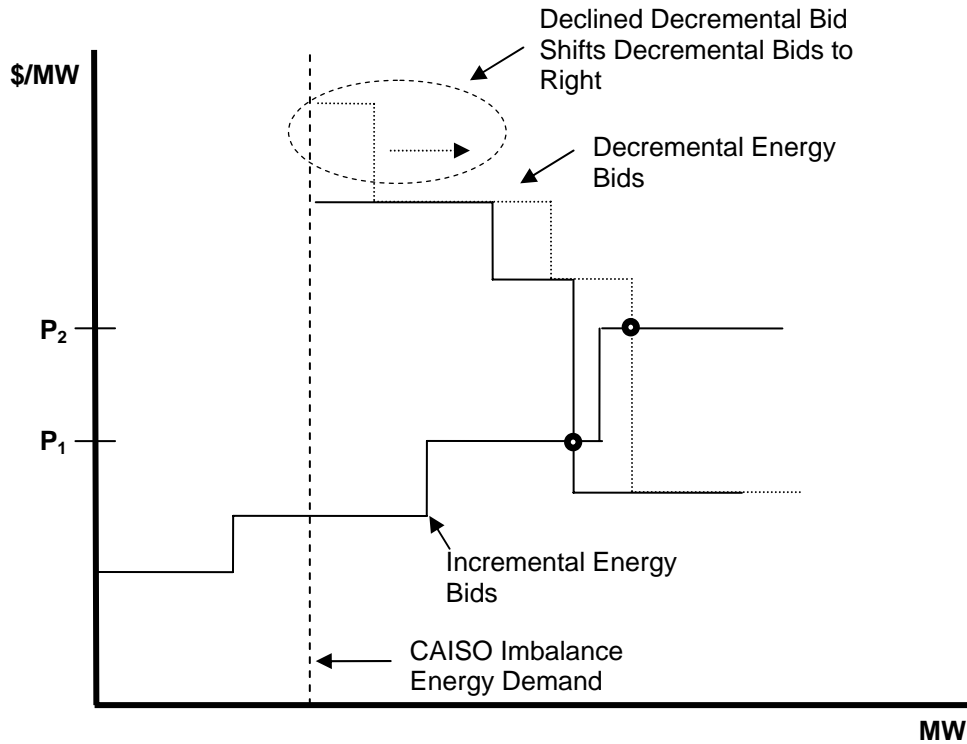 Declined Decremental Bid
Shifts Decremental Bids to
Right
$/MW
Decremental Energy
Bids
P2
P1
Incremental Energy
Bids
CAISO Imbalance
Energy Demand
MW